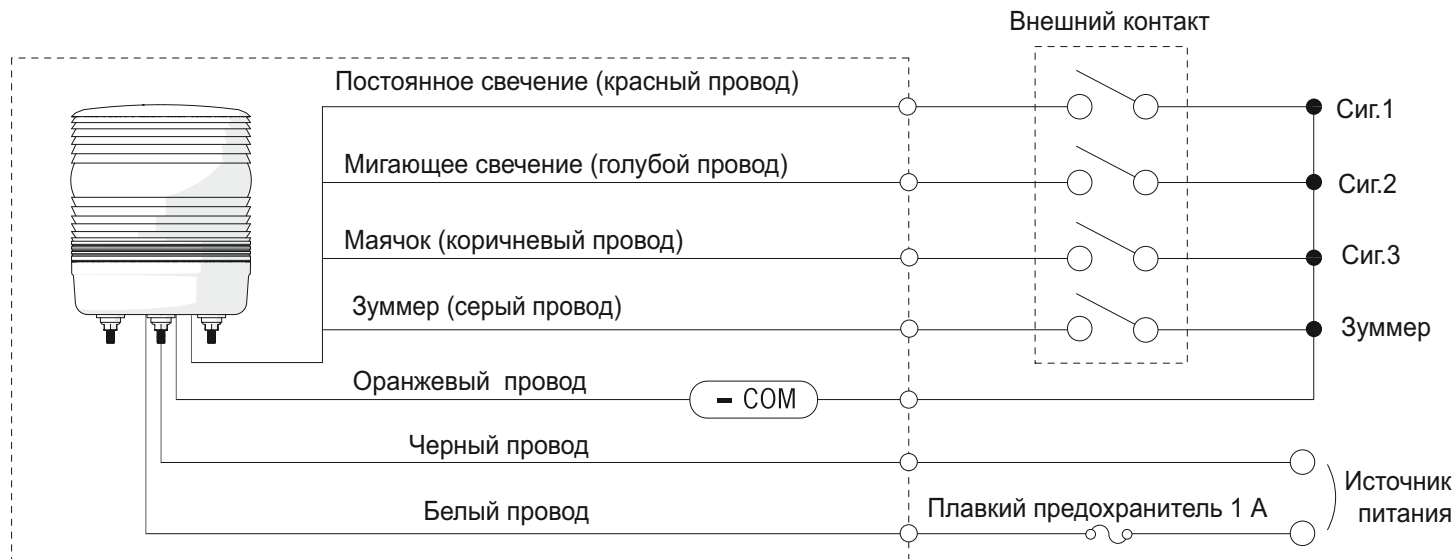 Внешний контакт
Постоянное свечение (красный провод)
Сиг.1
Мигающее свечение (голубой провод)
Сиг.2
Маячок (коричневый провод)
Сиг.3
Зуммер (серый провод)
Зуммер
Оранжевый провод
- COM
Черный провод
Белый провод
Плавкий предохранитель 1 А
Источник
питания